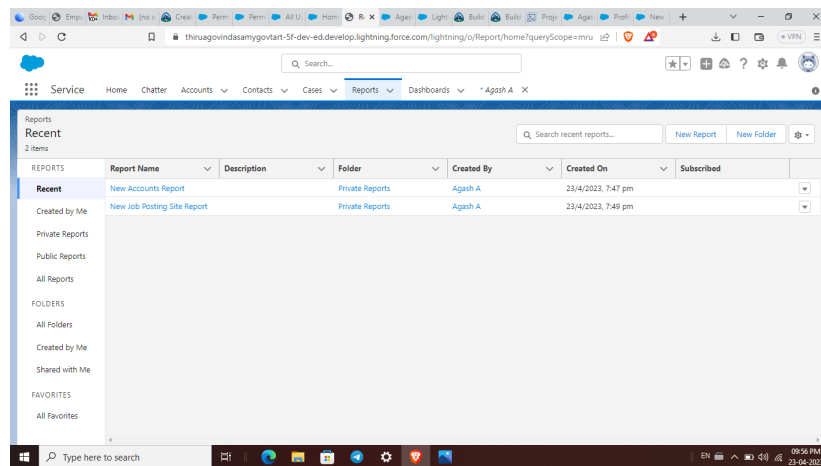 Goog
Empl
Inbox
M (no s
Creat
Perm
Perm
All Us
Hom
R
Agas
Light
Build
Build
Proje
Agas
Profil
New
thiruagovindasamygovtart-5f-dev-ed.develop.lightning.force.com/lightning/o/Report/home?queryScope=mru
VPN
Search...
Service Home Chatter Accounts Contacts Cases Reports Dashboards * Agash A
Reports
Recent
2 items
Search recent reports...
New Report New Folder
REPORTS Report Name Description Folder Created By Created On Subscribed
Recent New Accounts Report Private Reports Agash A 23/4/2023, 7:47 pm
Created by Me New Job Posting Site Report Private Reports Agash A 23/4/2023, 7:49 pm
Private Reports
Public Reports
All Reports
FOLDERS
All Folders
Created by Me
Shared with Me
FAVORITES
All Favorites
Type here to search
EN
09:56 PM
23-04-202